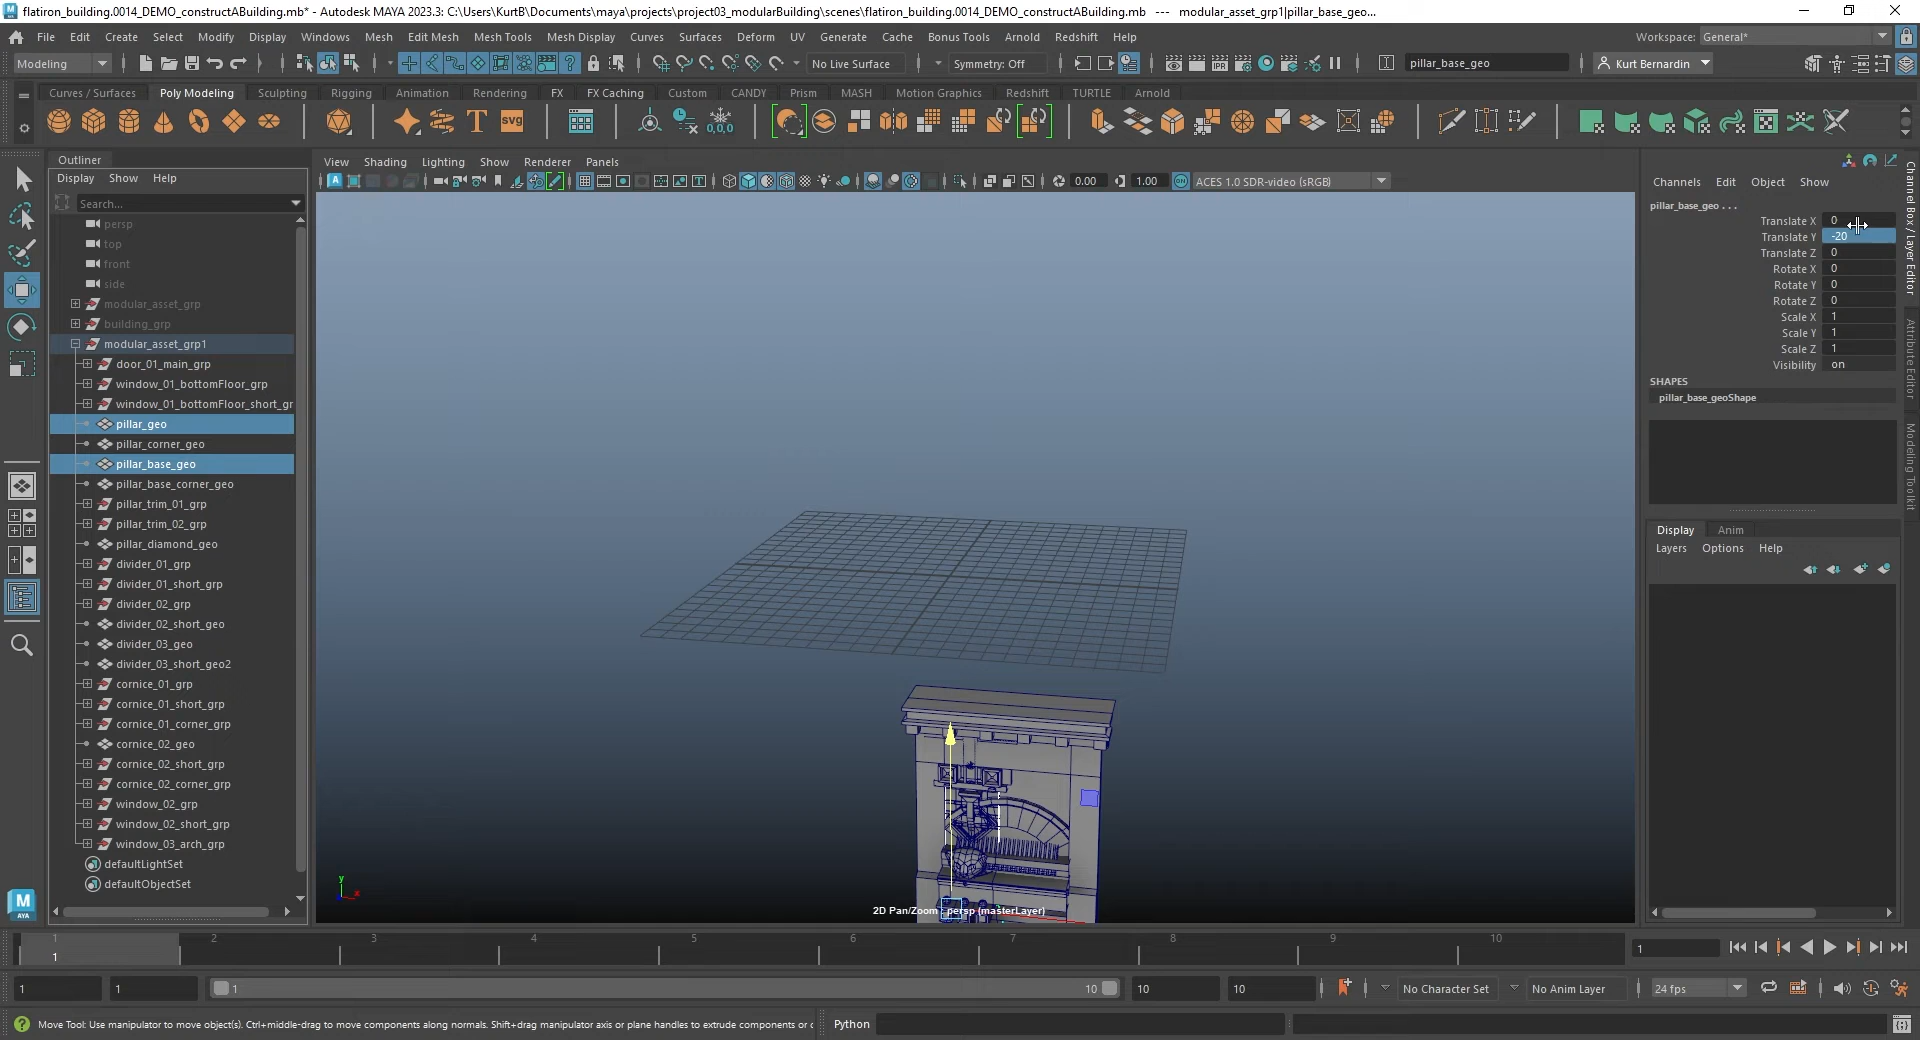 flatiron_building.0014_DEMO_constructABuilding.mb* - Autodesk MAYA 2023.3: C:\Users\KurtB\Documents\maya\projects\project03_modularBuilding\scenes\flatiron_building.0014_DEMO_constructABuilding.mb --- modular_asset_grp1|pillar_base_geo...
File Edit Create Select Modify Display Windows Mesh Edit Mesh Mesh Tools Mesh Display Curves Surfaces Deform UV Generate Cache Bonus Tools Arnold Redshift Help Workspace: General*
Modeling No Live Surface Symmetry: Off IPR pillar_base_geo Kurt Bernardin
Curves / Surfaces Poly Modeling Sculpting Rigging Animation Rendering FX FX Caching Custom CANDY Prism MASH Motion Graphics Redshift TURTLE Arnold
T svg 0,0,0
Outliner
Display Show Help
Search...
persp
top
front
side
modular_asset_grp
building_grp
modular_asset_grp1
door_01_main_grp
window_01_bottomFloor_grp
window_01_bottomFloor_short_gr
pillar_geo
pillar_corner_geo
pillar_base_geo
pillar_base_corner_geo
pillar_trim_01_grp
pillar_trim_02_grp
pillar_diamond_geo
divider_01_grp
divider_01_short_grp
divider_02_grp
divider_02_short_geo
divider_03_geo
divider_03_short_geo2
cornice_01_grp
cornice_01_short_grp
cornice_01_corner_grp
cornice_02_geo
cornice_02_short_grp
cornice_02_corner_grp
window_02_grp
window_02_short_grp
window_03_arch_grp
defaultLightSet
defaultObjectSet
MAYA
View Shading Lighting Show Renderer Panels
0.00 1.00 ACES 1.0 SDR-video (sRGB)
y
x
2D Pan/Zoom : persp (masterLayer)
Channels Edit Object Show
pillar_base_geo . . .
Translate X 0
Translate Y -20
Translate Z 0
Rotate X 0
Rotate Y 0
Rotate Z 0
Scale X 1
Scale Y 1
Scale Z 1
Visibility on
SHAPES
pillar_base_geoShape
Display Anim
Layers Options Help
Channel Box / Layer Editor
Attribute Editor
Modeling Toolkit
1 2 3 4 5 6 7 8 9 10
1 1
1 1 1 10 10 10 No Character Set No Anim Layer 24 fps
Move Tool: Use manipulator to move object(s). Ctrl+middle-drag to move components along normals. Shift+drag manipulator axis or plane handles to extrude components or c
Python